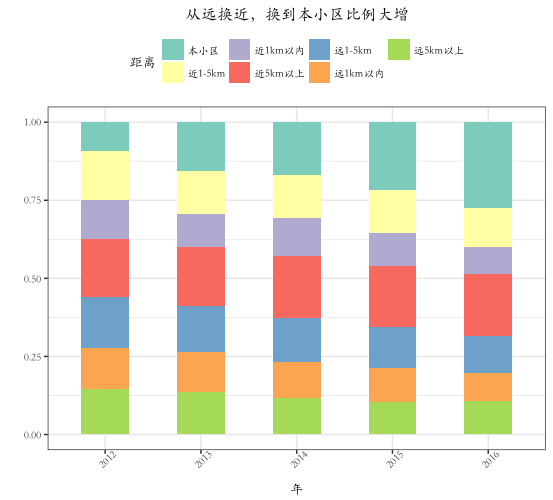 从远换近，换到本小区比例大增
距离
本小区 近1km以内 远1-5km 远5km以上
近1-5km 近5km以上 远1km以内
1.00
0.75
0.50
0.25
0.00
2012 2013 2014 2015 2016
年